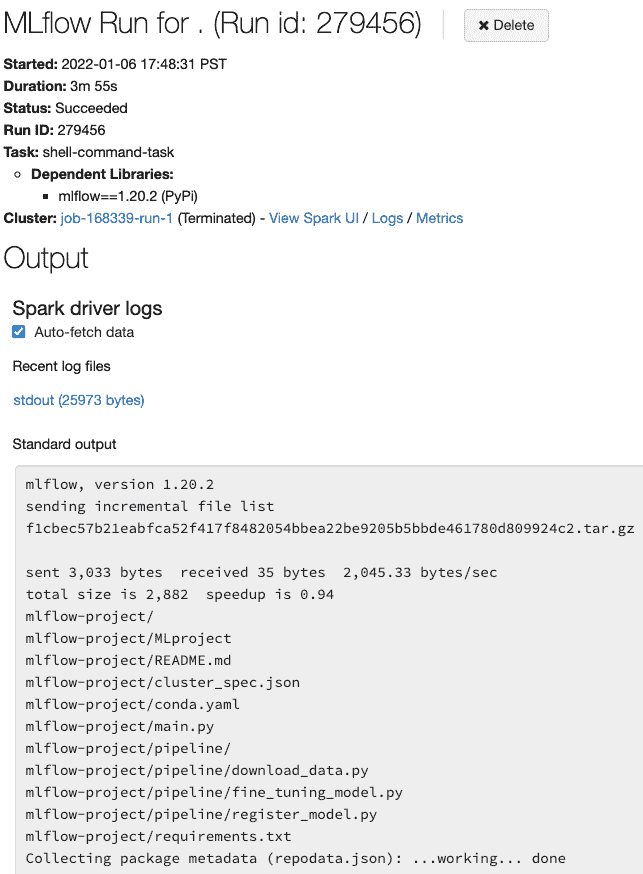 MLflow Run for . (Run id: 279456)
✖ Delete
Started: 2022-01-06 17:48:31 PST
Duration: 3m 55s
Status: Succeeded
Run ID: 279456
Task: shell-command-task
Dependent Libraries:
mlflow==1.20.2 (PyPi)
Cluster: job-168339-run-1 (Terminated) - View Spark UI / Logs / Metrics
Output
Spark driver logs
Auto-fetch data
Recent log files
stdout (25973 bytes)
Standard output
mlflow, version 1.20.2
sending incremental file list
f1cbec57b21eabfca52f417f8482054bbea22be9205b5bbde461780d809924c2.tar.gz
sent 3,033 bytes  received 35 bytes  2,045.33 bytes/sec
total size is 2,882  speedup is 0.94
mlflow-project/
mlflow-project/MLproject
mlflow-project/README.md
mlflow-project/cluster_spec.json
mlflow-project/conda.yaml
mlflow-project/main.py
mlflow-project/pipeline/
mlflow-project/pipeline/download_data.py
mlflow-project/pipeline/fine_tuning_model.py
mlflow-project/pipeline/register_model.py
mlflow-project/requirements.txt
Collecting package metadata (repodata.json): ...working... done